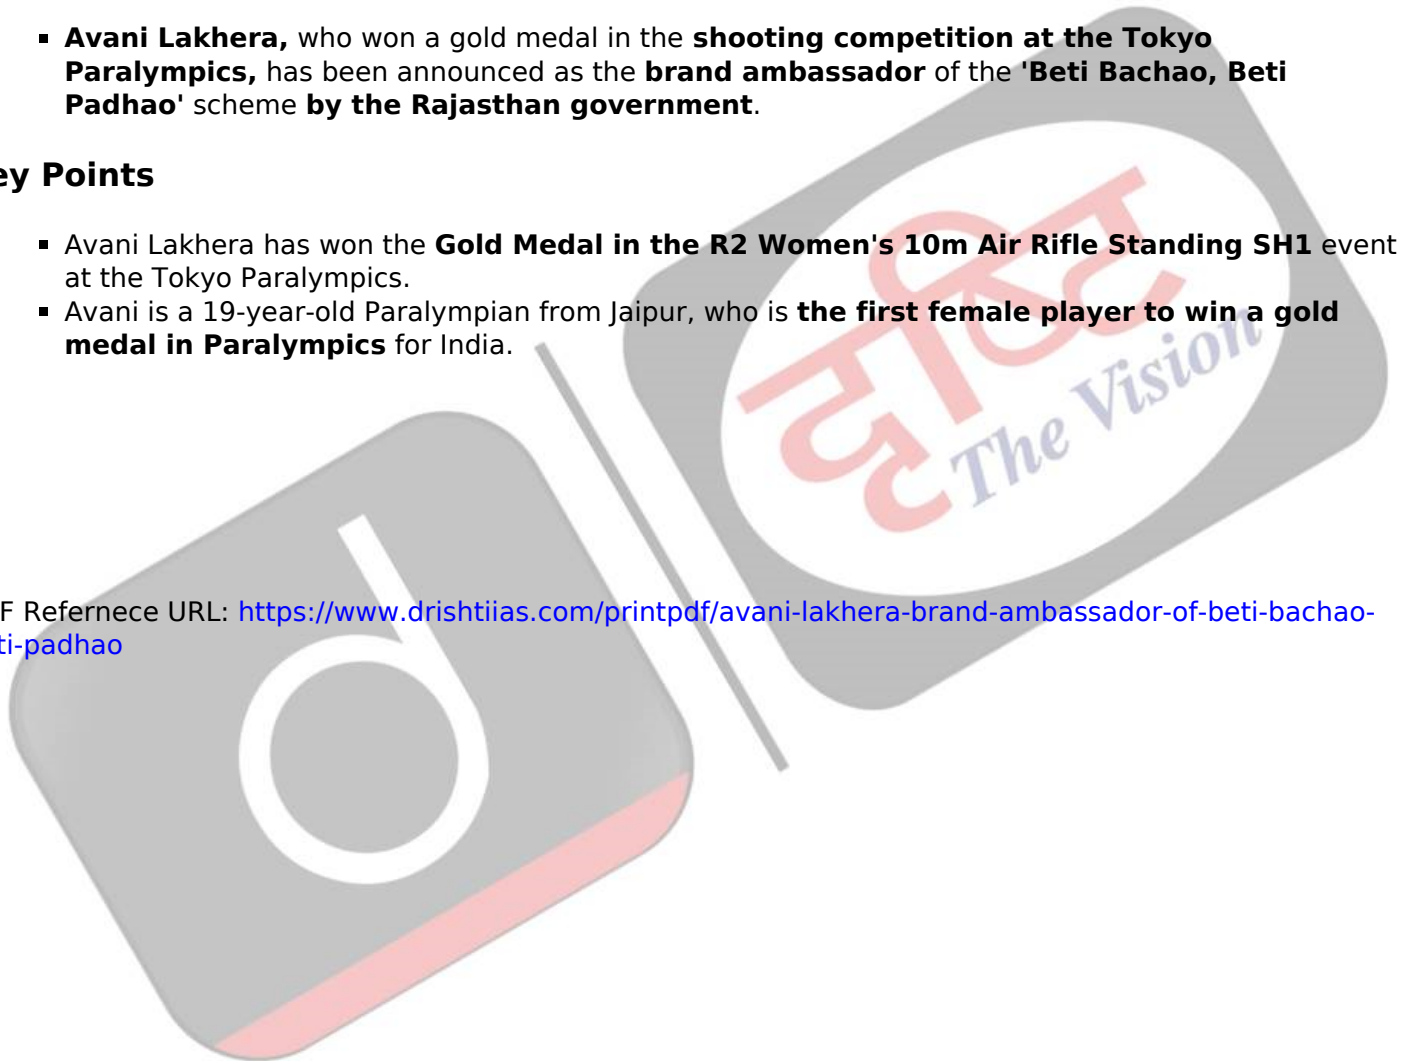 Avani Lakhera, who won a gold medal in the shooting competition at the Tokyo
Paralympics, has been announced as the brand ambassador of the 'Beti Bachao, Beti
Padhao' scheme by the Rajasthan government.
ey Points
Avani Lakhera has won the Gold Medal in the R2 Women's 10m Air Rifle Standing SH1 event
at the Tokyo Paralympics.
Avani is a 19-year-old Paralympian from Jaipur, who is the first female player to win a gold
medal in Paralympics for India.
दृष्टि
The Vision
F Refernece URL: https://www.drishtiias.com/printpdf/avani-lakhera-brand-ambassador-of-beti-bachao-
ti-padhao